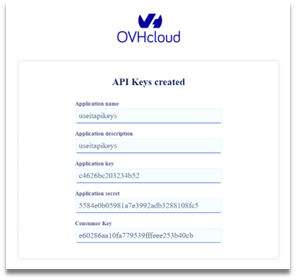 OVHcloud
API Keys created
Application name
useitapikeys
Application description
useitapikeys
Application key
c4626bc203234b52
Application secret
5584e0b05981a7e3992adb3288108fc5
Consumer Key
e60286aa10fa779539fffeee253b40cb